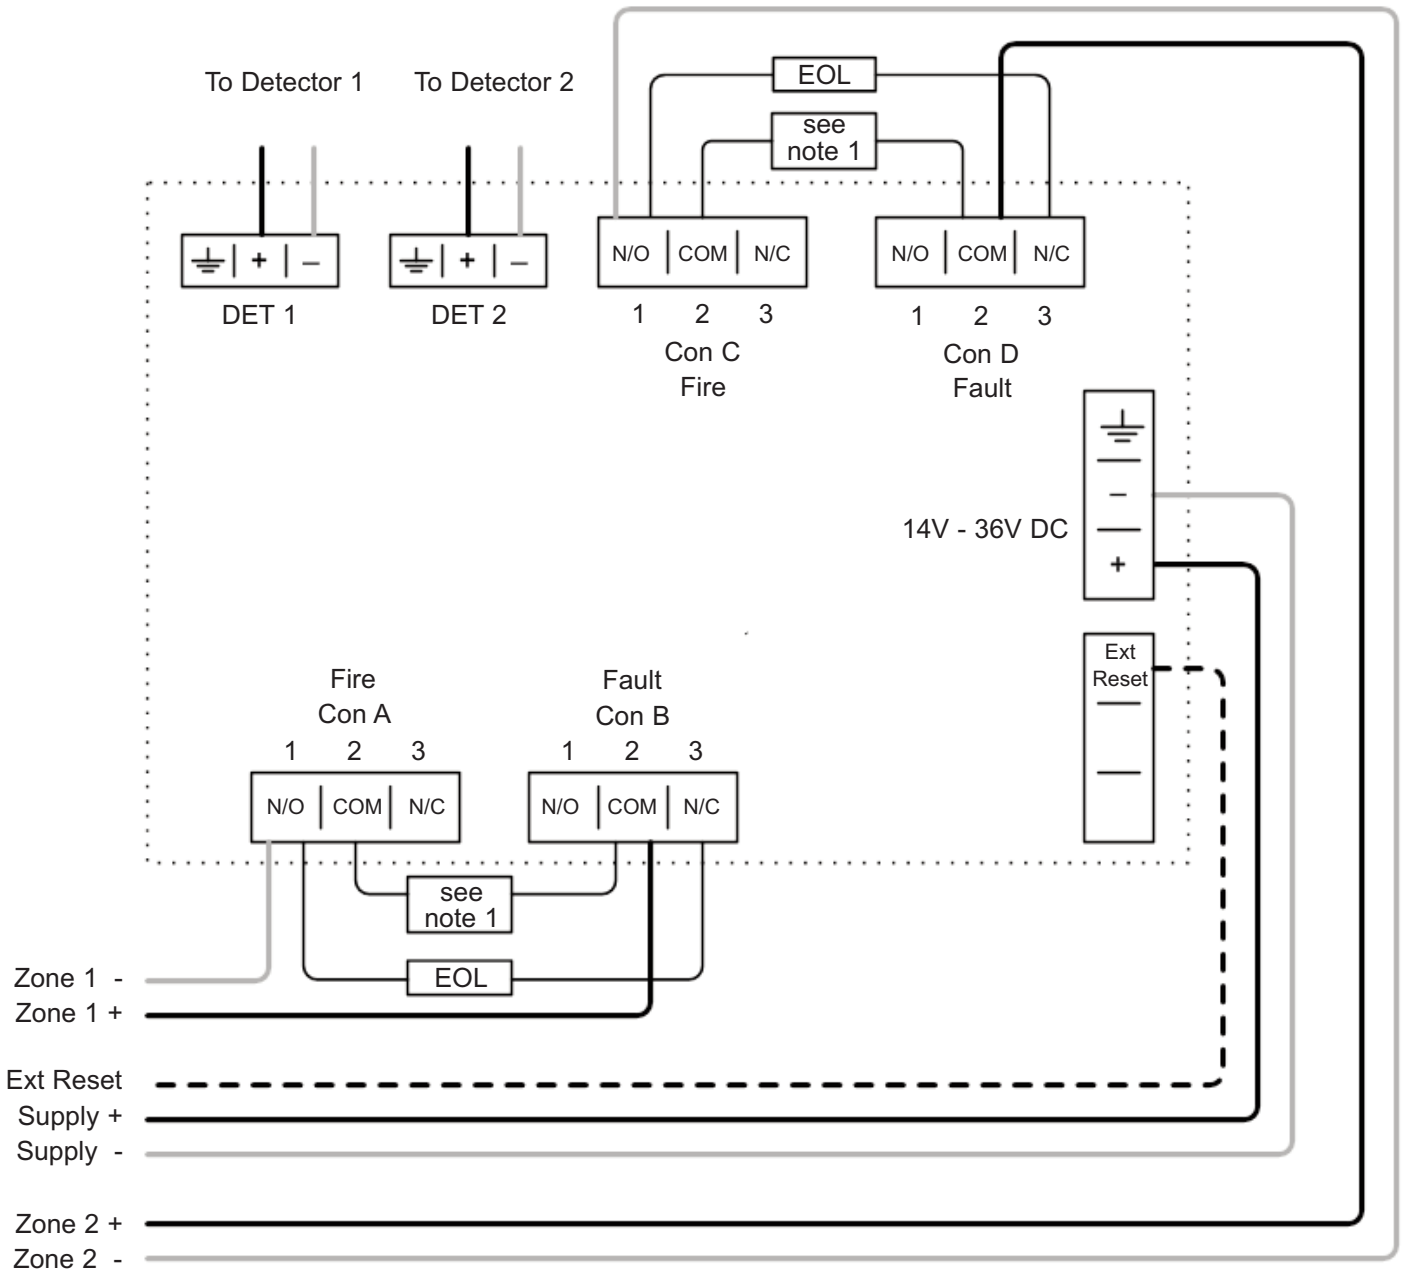 To Detector 1 To Detector 2
EOL
see
note 1
+ – + –
DET 1 DET 2
N/O COM N/C N/O COM N/C
1 2 3 1 2 3
Con C Con D
Fire Fault
–
14V - 36V DC
+
Ext
Reset
Fire Fault
Con A Con B
1 2 3 1 2 3
N/O COM N/C N/O COM N/C
see
note 1
EOL
Zone 1 -
Zone 1 +
Ext Reset
Supply +
Supply -
Zone 2 +
Zone 2 -